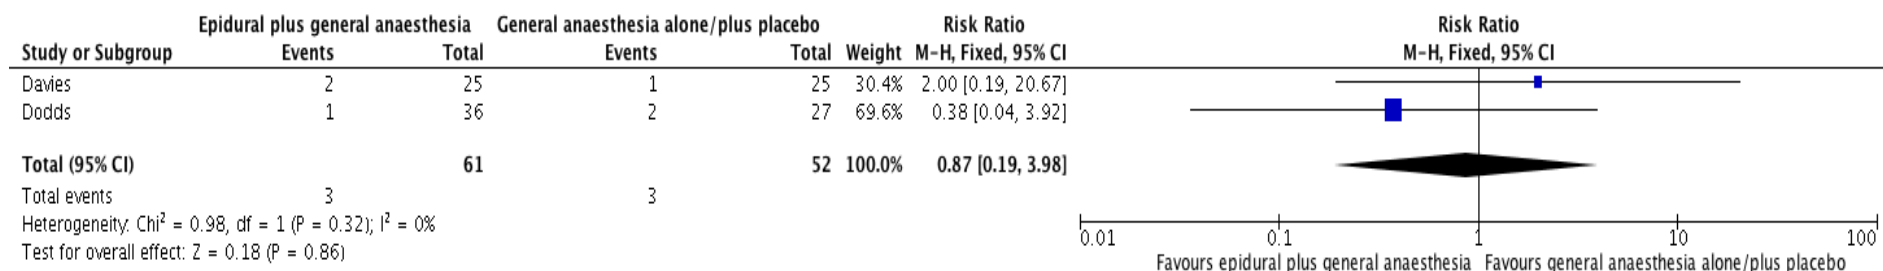 Epidural plus general anaesthesia General anaesthesia alone/plus placebo Risk Ratio Risk Ratio
Study or Subgroup Events Total Events Total Weight M-H, Fixed, 95% CI M-H, Fixed, 95% CI
Davies 2 25 1 25 30.4% 2.00 [0.19, 20.67]
Dodds 1 36 2 27 69.6% 0.38 [0.04, 3.92]
Total (95% CI) 61 52 100.0% 0.87 [0.19, 3.98]
Total events 3 3
Heterogeneity: Chi² = 0.98, df = 1 (P = 0.32); I² = 0%
Test for overall effect: Z = 0.18 (P = 0.86)
0.01 0.1 1 10 100
Favours epidural plus general anaesthesia Favours general anaesthesia alone/plus placebo